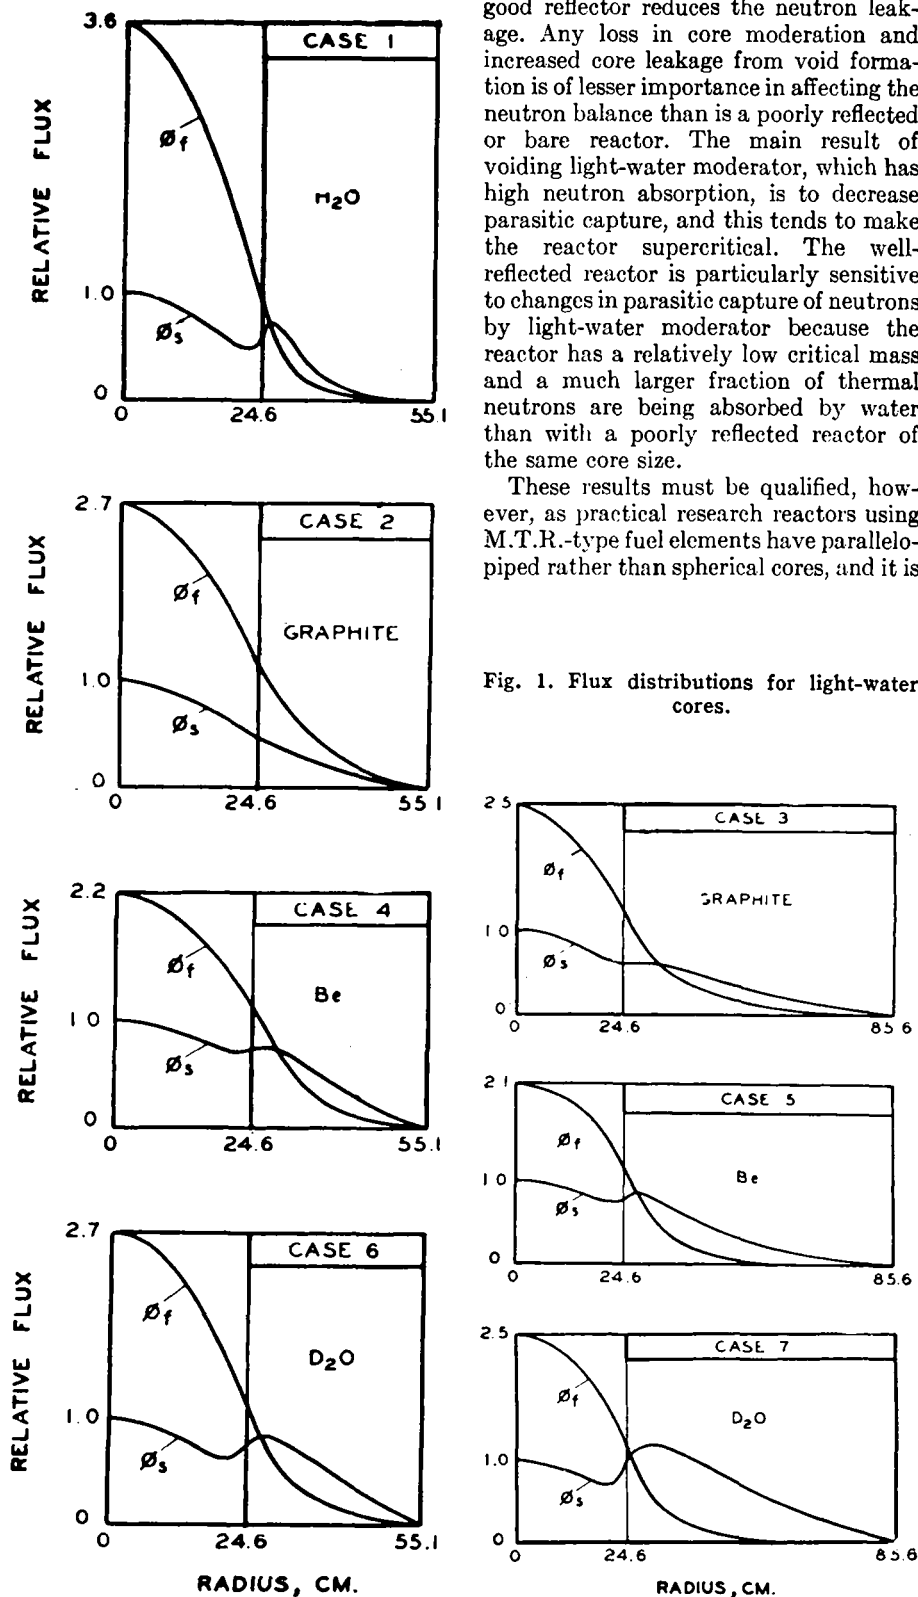 good reflector reduces the neutron leak-
age. Any loss in core moderation and
increased core leakage from void forma-
tion is of lesser importance in affecting the
neutron balance than is a poorly reflected
or bare reactor. The main result of
voiding light-water moderator, which has
high neutron absorption, is to decrease
parasitic capture, and this tends to make
the reactor supercritical. The well-
reflected reactor is particularly sensitive
to changes in parasitic capture of neutrons
by light-water moderator because the
reactor has a relatively low critical mass
and a much larger fraction of thermal
neutrons are being absorbed by water
than with a poorly reflected reactor of
the same core size.
These results must be qualified, how-
ever, as practical research reactors using
M.T.R.-type fuel elements have parallelo-
piped rather than spherical cores, and it is
Fig. 1. Flux distributions for light-water
cores.
CASE 1
RELATIVE FLUX
3.6
1.0
0
Øf
Øs
H₂O
0 24.6 55.1
CASE 2
RELATIVE FLUX
2.7
1.0
0
Øf
Øs
GRAPHITE
0 24.6 55.1
CASE 4
RELATIVE FLUX
2.2
1.0
0
Øf
Øs
Be
0 24.6 55.1
CASE 6
RELATIVE FLUX
2.7
1.0
0
Øf
Øs
D₂O
0 24.6 55.1
RADIUS, CM.
CASE 3
2.5
1.0
0
Øf
Øs
GRAPHITE
0 24.6 85.6
CASE 5
2.1
1.0
0
Øf
Øs
Be
0 24.6 85.6
CASE 7
2.5
1.0
0
Øf
Øs
D₂O
0 24.6 85.6
RADIUS, CM.